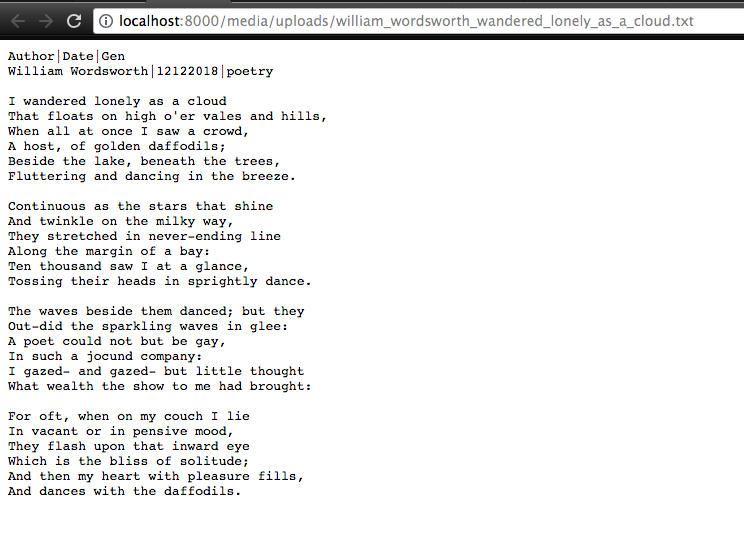 localhost:8000/media/uploads/william_wordsworth_wandered_lonely_as_a_cloud.txt
Author|Date|Gen
William Wordsworth|12122018|poetry
I wandered lonely as a cloud
That floats on high o'er vales and hills,
When all at once I saw a crowd,
A host, of golden daffodils;
Beside the lake, beneath the trees,
Fluttering and dancing in the breeze.
Continuous as the stars that shine
And twinkle on the milky way,
They stretched in never-ending line
Along the margin of a bay:
Ten thousand saw I at a glance,
Tossing their heads in sprightly dance.
The waves beside them danced; but they
Out-did the sparkling waves in glee:
A poet could not but be gay,
In such a jocund company:
I gazed- and gazed- but little thought
What wealth the show to me had brought:
For oft, when on my couch I lie
In vacant or in pensive mood,
They flash upon that inward eye
Which is the bliss of solitude;
And then my heart with pleasure fills,
And dances with the daffodils.